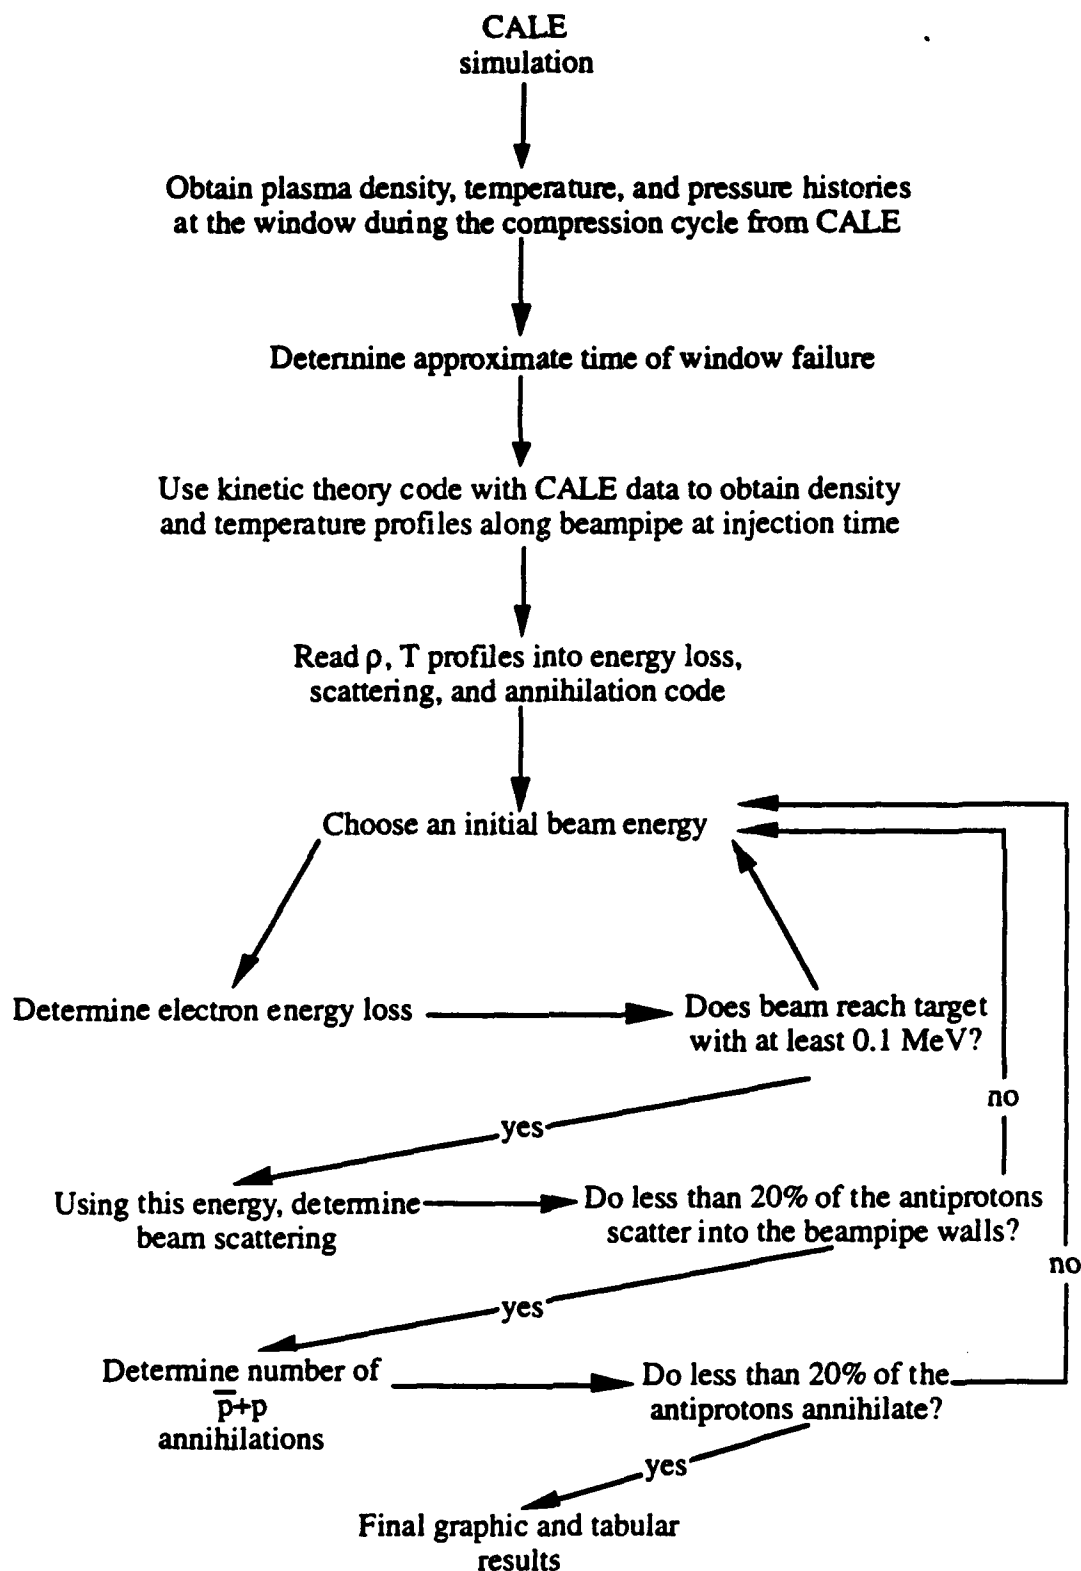 CALE
simulation
Obtain plasma density, temperature, and pressure histories
at the window during the compression cycle from CALE
Determine approximate time of window failure
Use kinetic theory code with CALE data to obtain density
and temperature profiles along beampipe at injection time
Read ρ, T profiles into energy loss,
scattering, and annihilation code
Choose an initial beam energy
Determine electron energy loss
Does beam reach target
with at least 0.1 MeV?
no
yes
Using this energy, determine
beam scattering
Do less than 20% of the antiprotons
scatter into the beampipe walls?
no
yes
Determine number of
p̅+p
annihilations
Do less than 20% of the
antiprotons annihilate?
yes
Final graphic and tabular
results